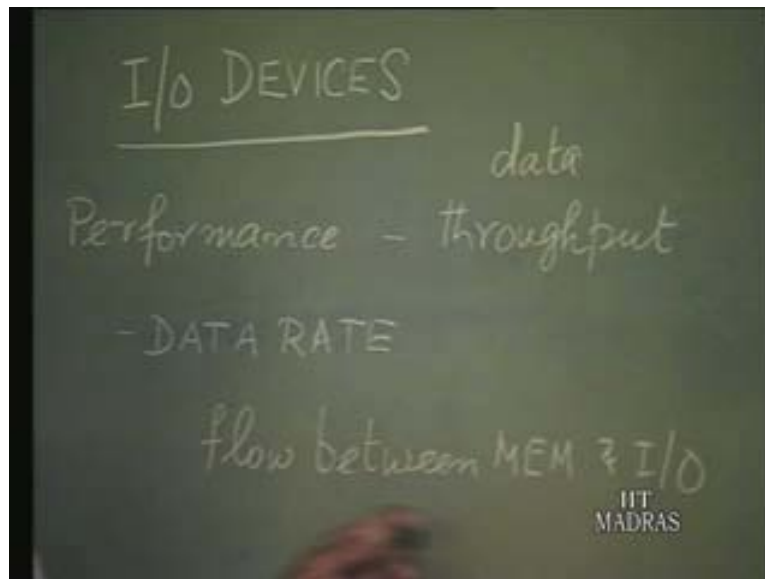 I/O DEVICES
data
Performance - throughput
- DATA RATE
flow between MEM & I/O
IIT
MADRAS